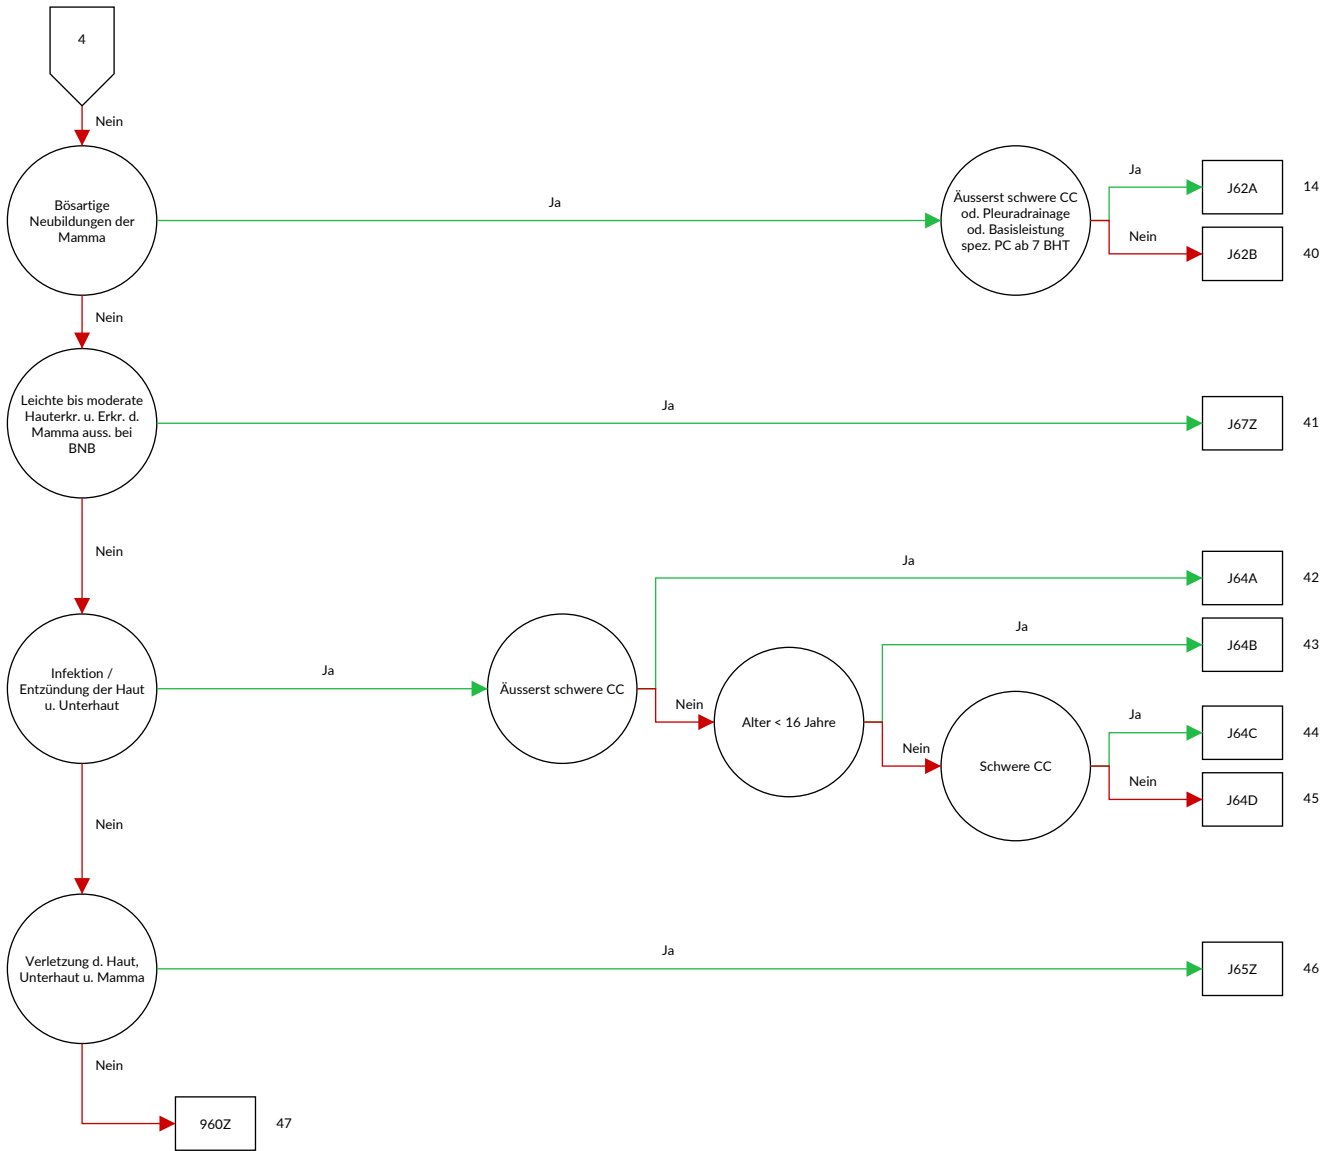 4
Nein
Bösartige
Neubildungen der
Mamma
Ja
Äusserst schwere CC
od. Pleuradrainage
od. Basisleistung
spez. PC ab 7 BHT
Ja
J62A
14
Nein
J62B
40
Nein
Leichte bis moderate
Hauterkr. u. Erkr. d.
Mamma auss. bei
BNB
Ja
J67Z
41
Nein
Infektion /
Entzündung der Haut
u. Unterhaut
Ja
Äusserst schwere CC
Ja
J64A
42
Nein
Alter < 16 Jahre
Ja
J64B
43
Nein
Schwere CC
Ja
J64C
44
Nein
J64D
45
Nein
Verletzung d. Haut,
Unterhaut u. Mamma
Ja
J65Z
46
Nein
960Z
47